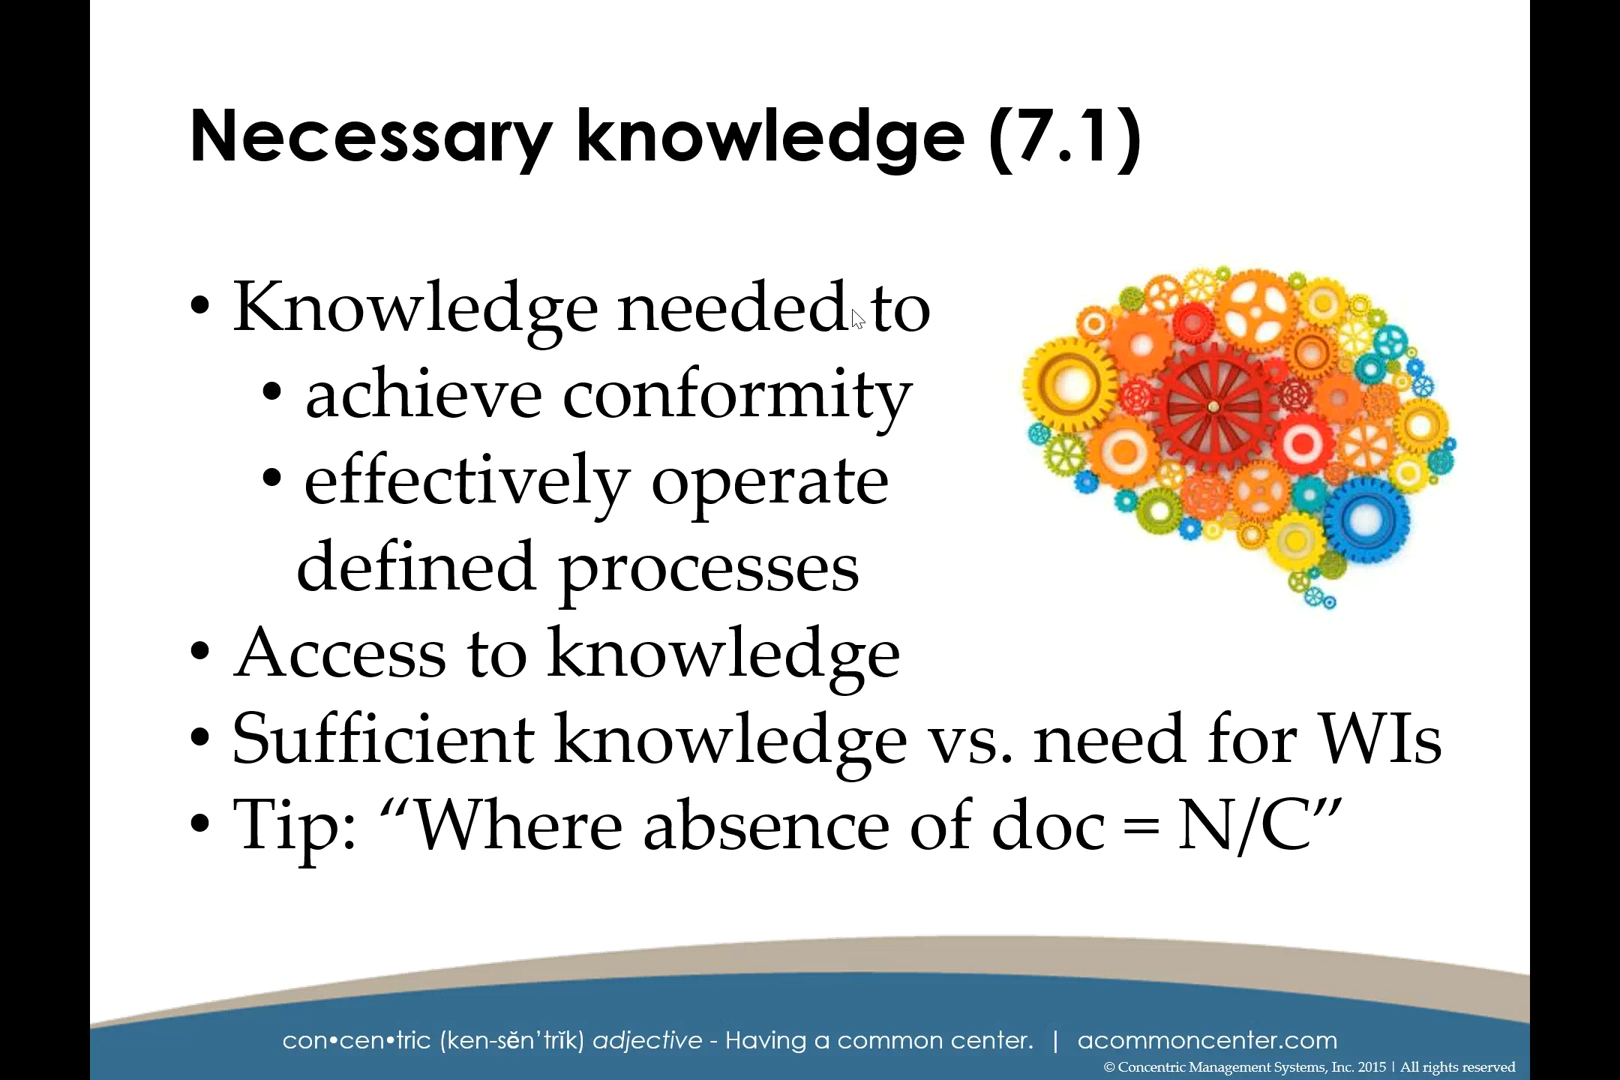 Necessary knowledge (7.1)
• Knowledge needed to
• achieve conformity
• effectively operate
defined processes
• Access to knowledge
• Sufficient knowledge vs. need for WIs
• Tip: “Where absence of doc = N/C”
con•cen•tric (ken-sĕn’trĭk) adjective - Having a common center. | acommoncenter.com
© Concentric Management Systems, Inc. 2015 | All rights reserved